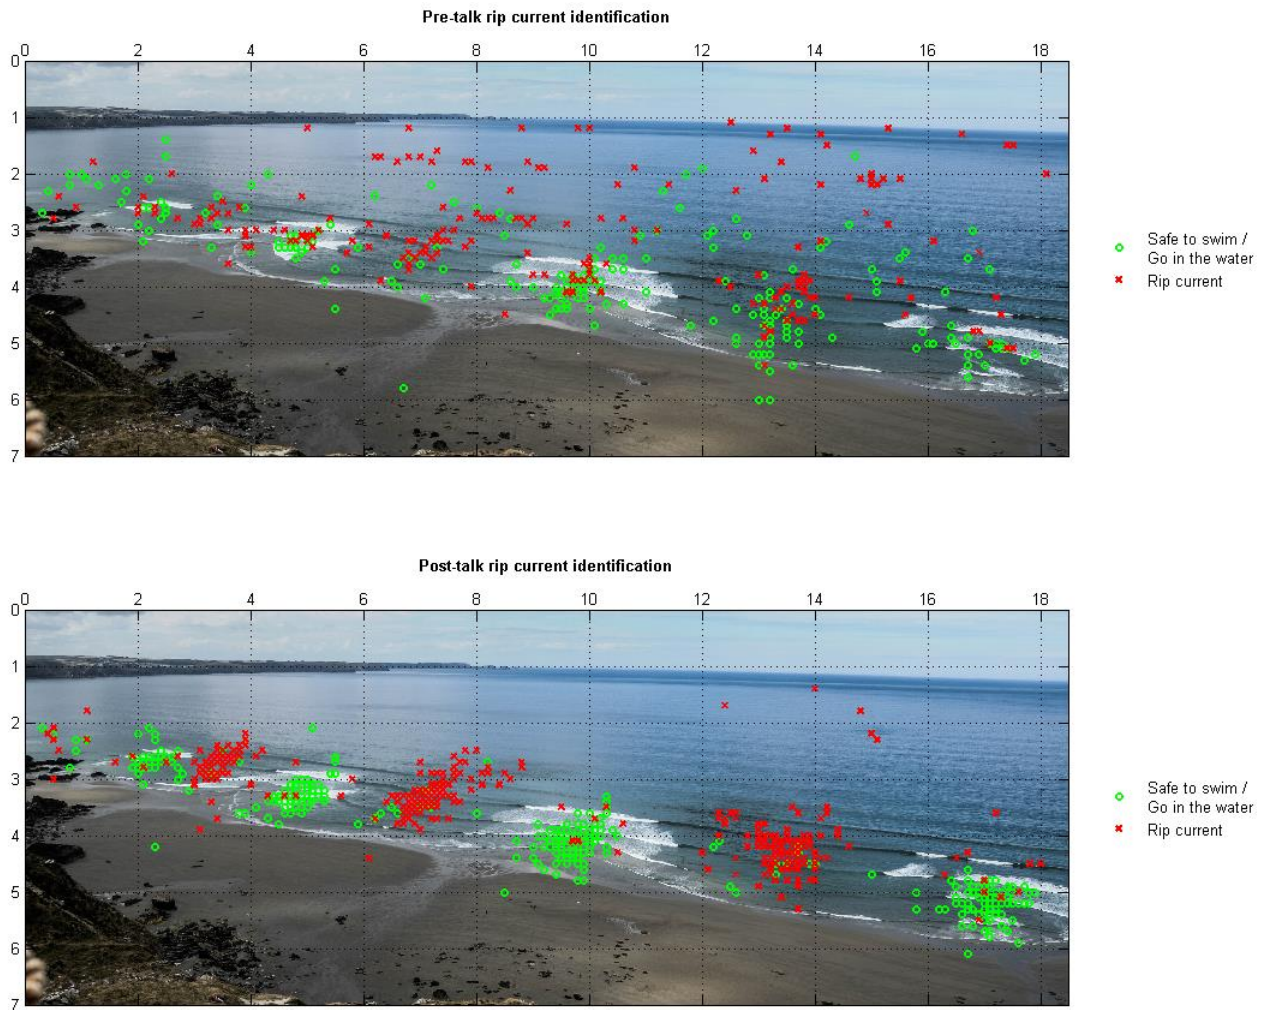 Pre-talk rip current identification
0 2 4 6 8 10 12 14 16 18
0
1
2
3
4
5
6
7
Safe to swim /
Go in the water
Rip current
Post-talk rip current identification
0 2 4 6 8 10 12 14 16 18
0
1
2
3
4
5
6
7
Safe to swim /
Go in the water
Rip current